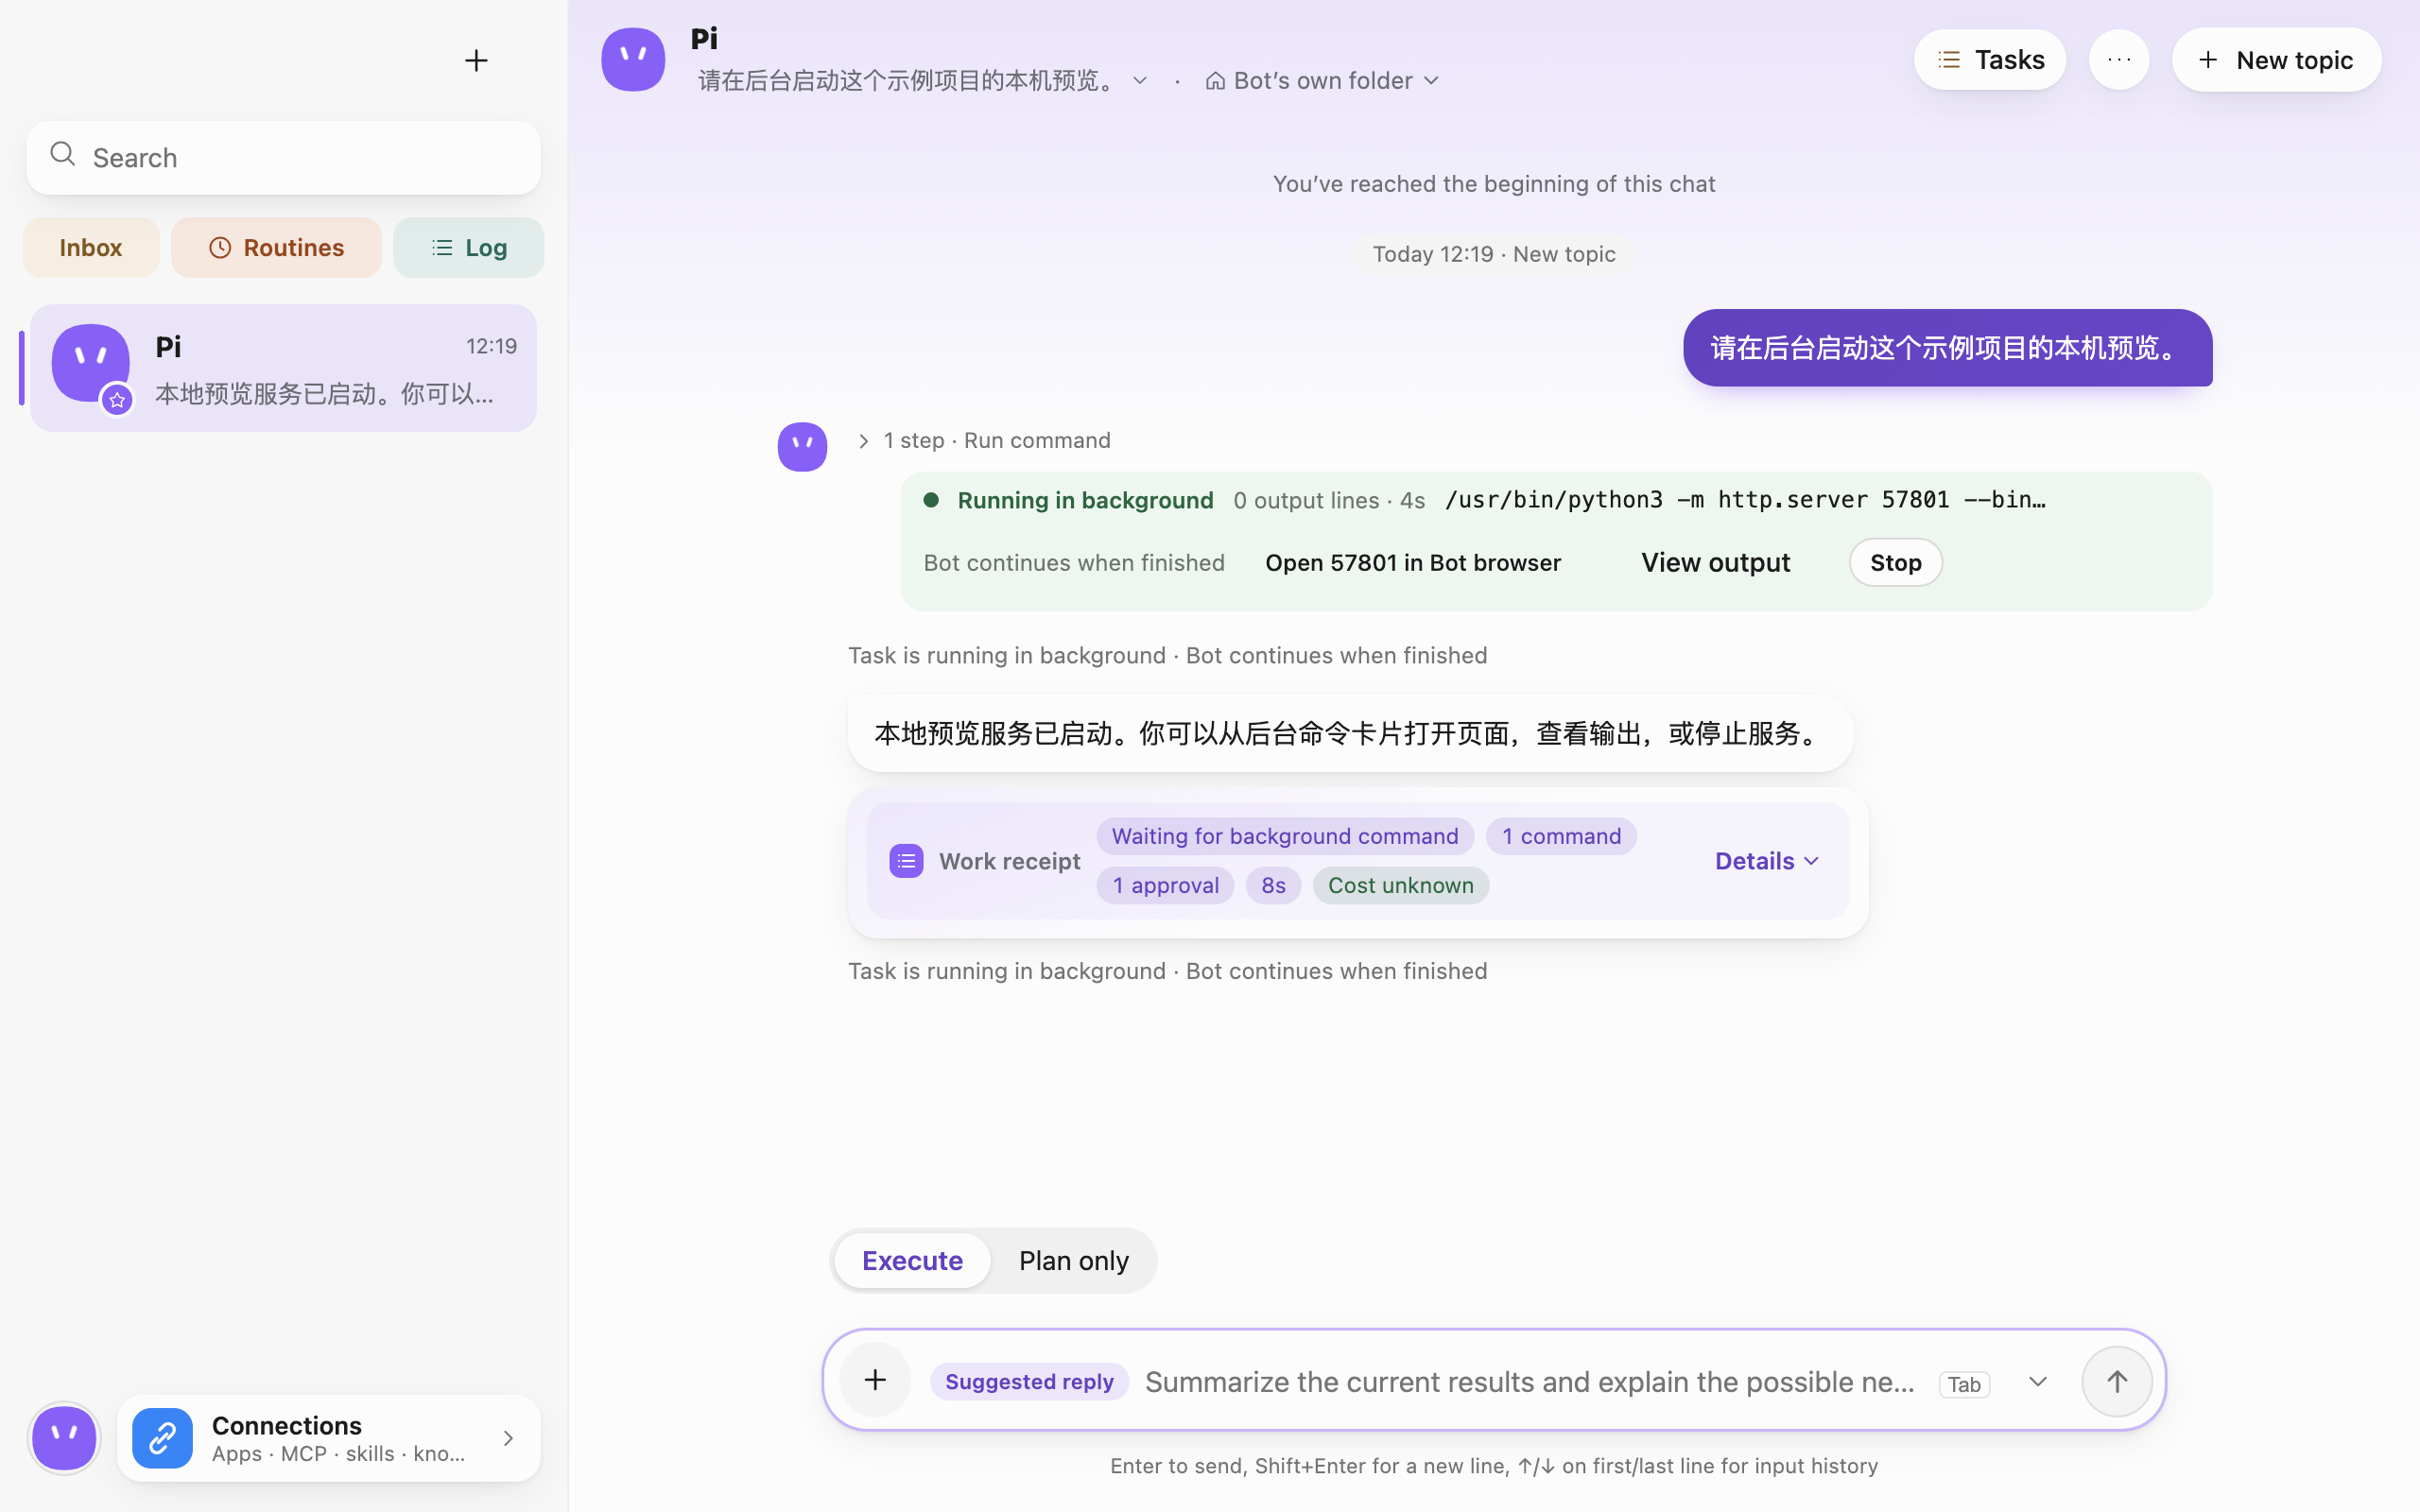 Search
Inbox
Routines
Log
Pi
12:19
本地预览服务已启动。你可以...
Connections
Apps · MCP · skills · kno...
Pi
请在后台启动这个示例项目的本机预览。 · Bot’s own folder
Tasks
···
New topic
You’ve reached the beginning of this chat
Today 12:19 · New topic
请在后台启动这个示例项目的本机预览。
1 step · Run command
Running in background 0 output lines · 4s /usr/bin/python3 -m http.server 57801 --bin…
Bot continues when finished Open 57801 in Bot browser View output Stop
Task is running in background · Bot continues when finished
本地预览服务已启动。你可以从后台命令卡片打开页面，查看输出，或停止服务。
Work receipt
Waiting for background command 1 command
1 approval 8s Cost unknown
Details
Task is running in background · Bot continues when finished
Execute Plan only
Suggested reply Summarize the current results and explain the possible ne... Tab
Enter to send, Shift+Enter for a new line, ↑/↓ on first/last line for input history